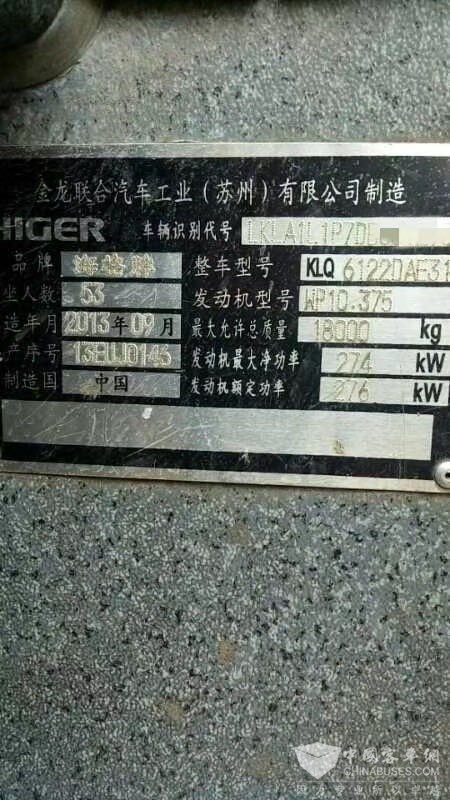 金龙联合汽车工业（苏州）有限公司制造
HIGER 车辆识别代号 LKLA1L1P7D
品牌 海格牌 整车型号 KLQ 6122DAE31
坐人数 53 发动机型号 WP10.375
造年月 2013年09月 最大允许总质量 18000 kg
产序号 13BUJ0143 发动机最大净功率 274 kW
制造国 中国 发动机额定功率 276 kW
中国客车网
CHINABUSES.COM